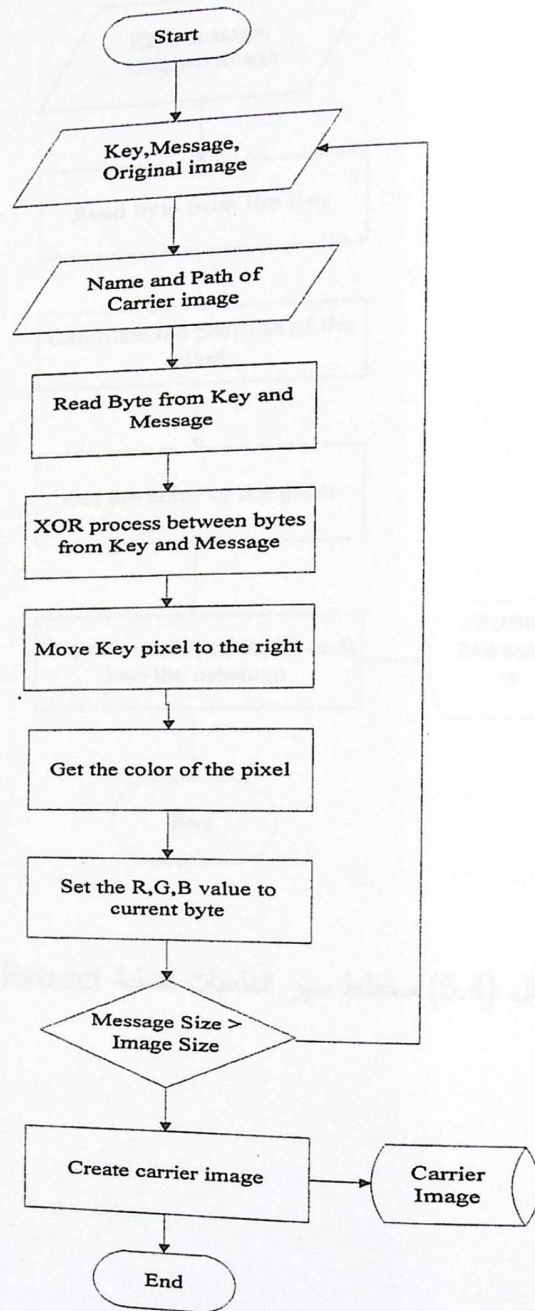 Start
Key,Message,
Original image
Name and Path of
Carrier image
Read Byte from Key and
Message
XOR process between bytes
from Key and Message
Move Key pixel to the right
Get the color of the pixel
Set the R,G,B value to
current byte
Message Size >
Image Size
Create carrier image
Carrier
Image
End